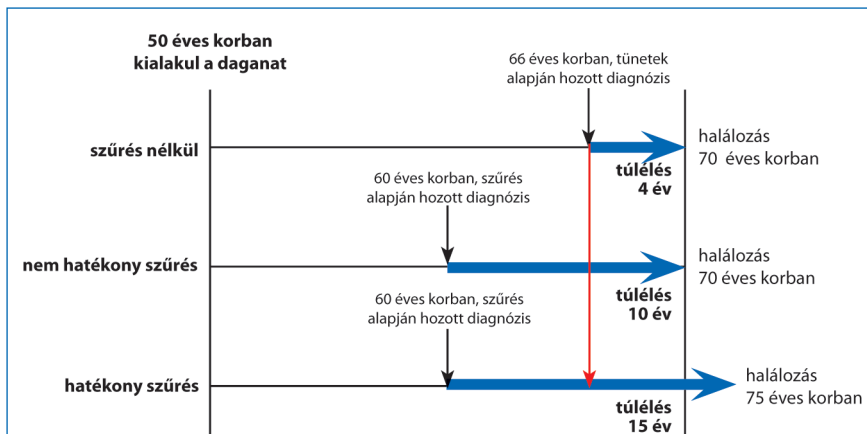 50 éves korban
kialakul a daganat
66 éves korban, tünetek
alapján hozott diagnózis
szűrés nélkül
halálozás
70 éves korban
túlélés
4 év
60 éves korban, szűrés
alapján hozott diagnózis
nem hatékony szűrés
halálozás
70 éves korban
túlélés
10 év
60 éves korban, szűrés
alapján hozott diagnózis
hatékony szűrés
halálozás
75 éves korban
túlélés
15 év